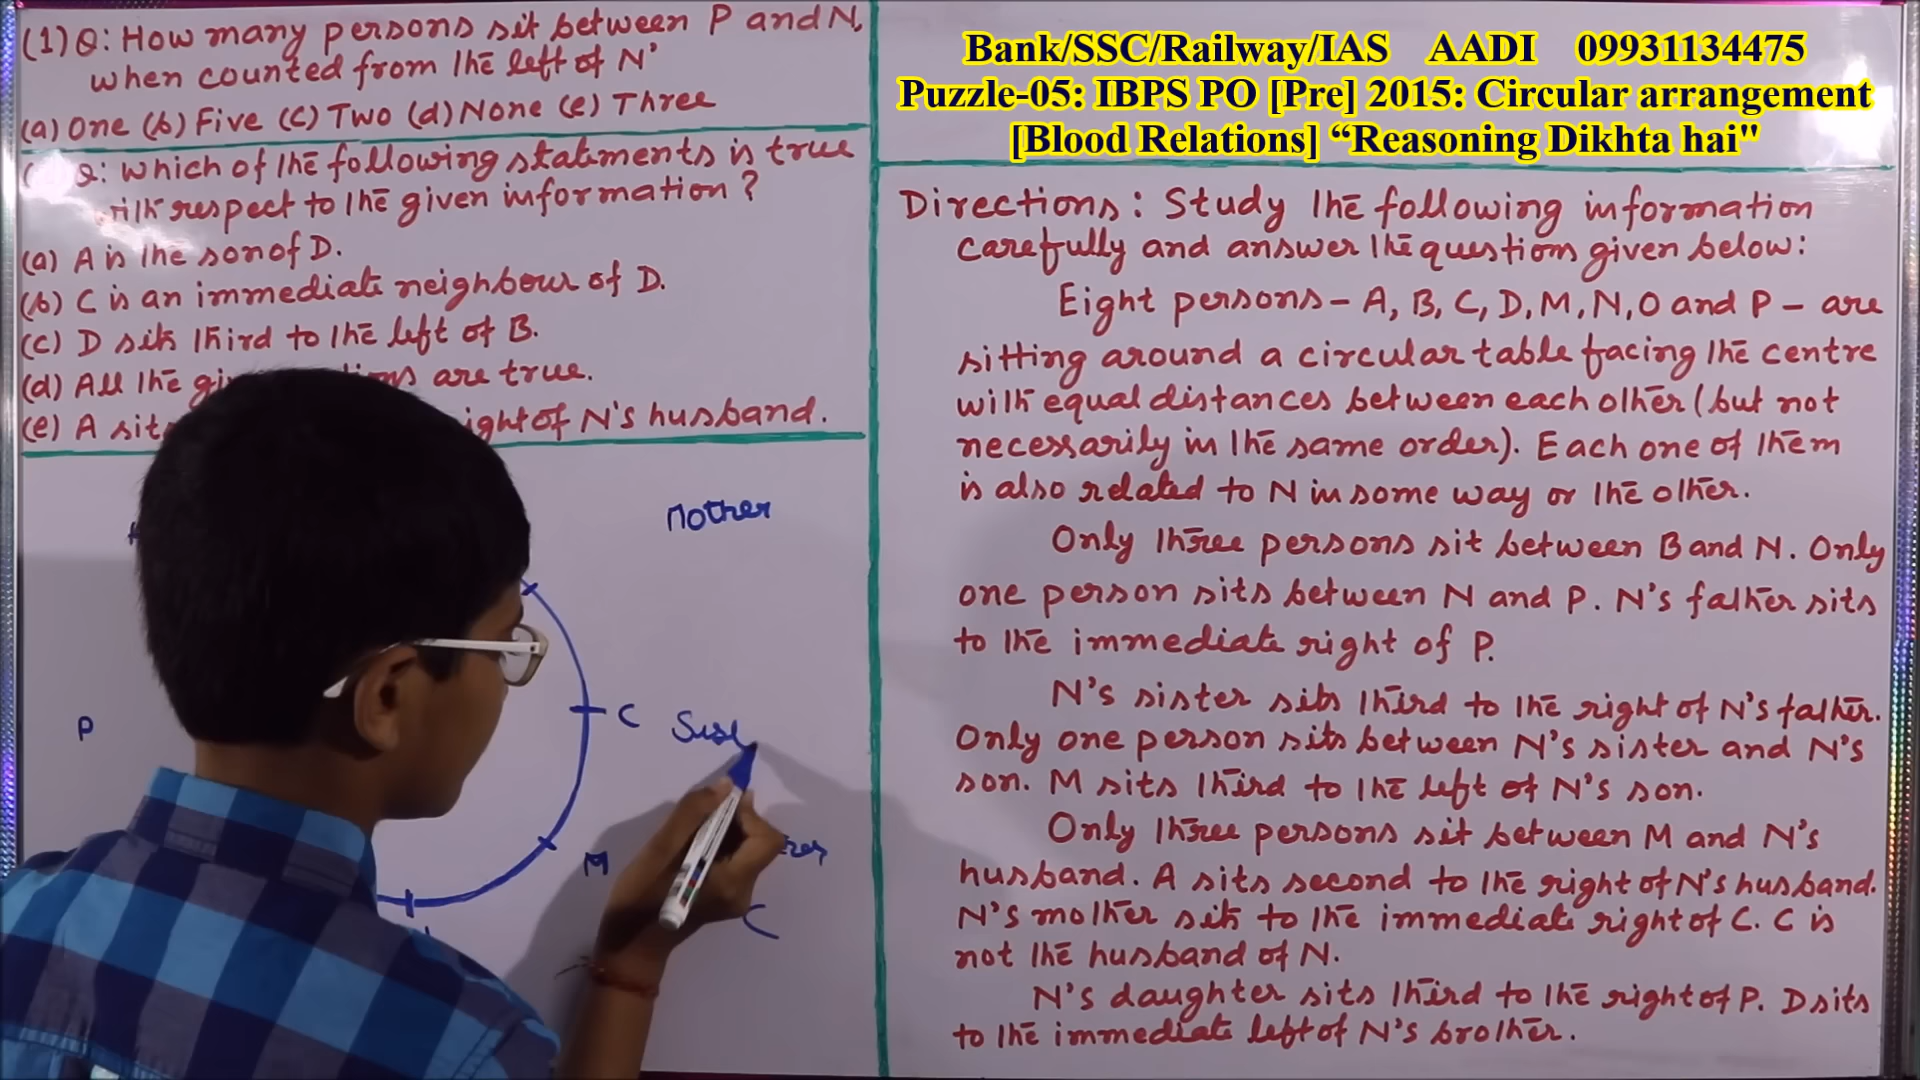 (1) Q: How many persons sit between P and N,
when counted from the left of N'
(a) One (b) Five (c) Two (d) None (e) Three
Q: which of the following statements is true
with respect to the given information?
(a) A is the son of D.
(b) C is an immediate neighbour of D.
(c) D sits third to the left of B.
(d) All the are true.
(e) A sits right of N's husband.
Mother
P
C Sist
M
C
Bank/SSC/Railway/IAS AADI 09931134475
Puzzle-05: IBPS PO [Pre] 2015: Circular arrangement
[Blood Relations] “Reasoning Dikhta hai"
Directions: Study the following information
carefully and answer the questions given below:
Eight persons - A, B, C, D, M, N, O and P - are
sitting around a circular table facing the centre
with equal distances between each other (but not
necessarily in the same order). Each one of them
is also related to N in some way or the other.
Only three persons sit between B and N. Only
one person sits between N and P. N's father sits
to the immediate right of P.
N's sister sits third to the right of N's father.
Only one person sits between N's sister and N's
son. M sits third to the left of N's son.
Only three persons sit between M and N's
husband. A sits second to the right of N's husband.
N's mother sits to the immediate right of C. C is
not the husband of N.
N's daughter sits third to the right of P. D sits
to the immediate left of N's brother.